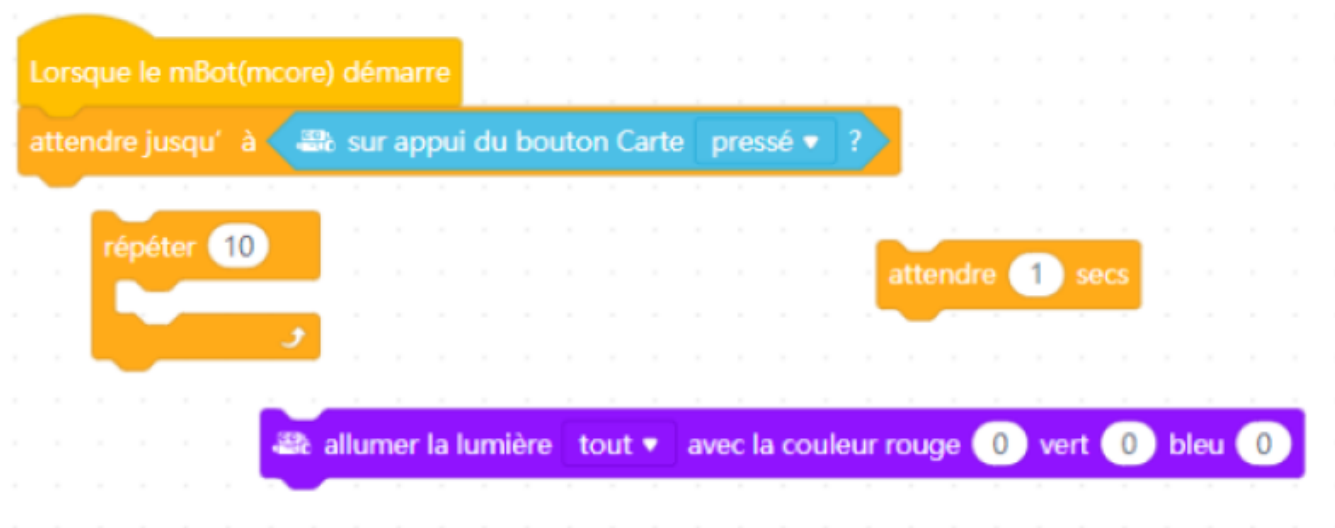 Lorsque le mBot(mcore) démarre
attendre jusqu' à sur appui du bouton Carte pressé ?
répéter 10
attendre 1 secs
allumer la lumière tout avec la couleur rouge 0 vert 0 bleu 0